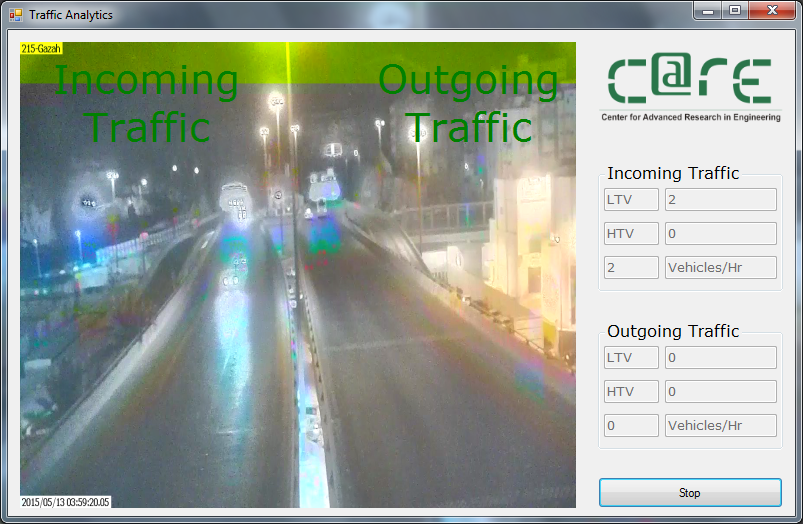 Traffic Analytics
215-Gazah
Incoming
Traffic
Outgoing
Traffic
2015/05/13 03:59:20.05
c@re
Center for Advanced Research in Engineering
Incoming Traffic
LTV 2
HTV 0
2 Vehicles/Hr
Outgoing Traffic
LTV 0
HTV 0
0 Vehicles/Hr
Stop